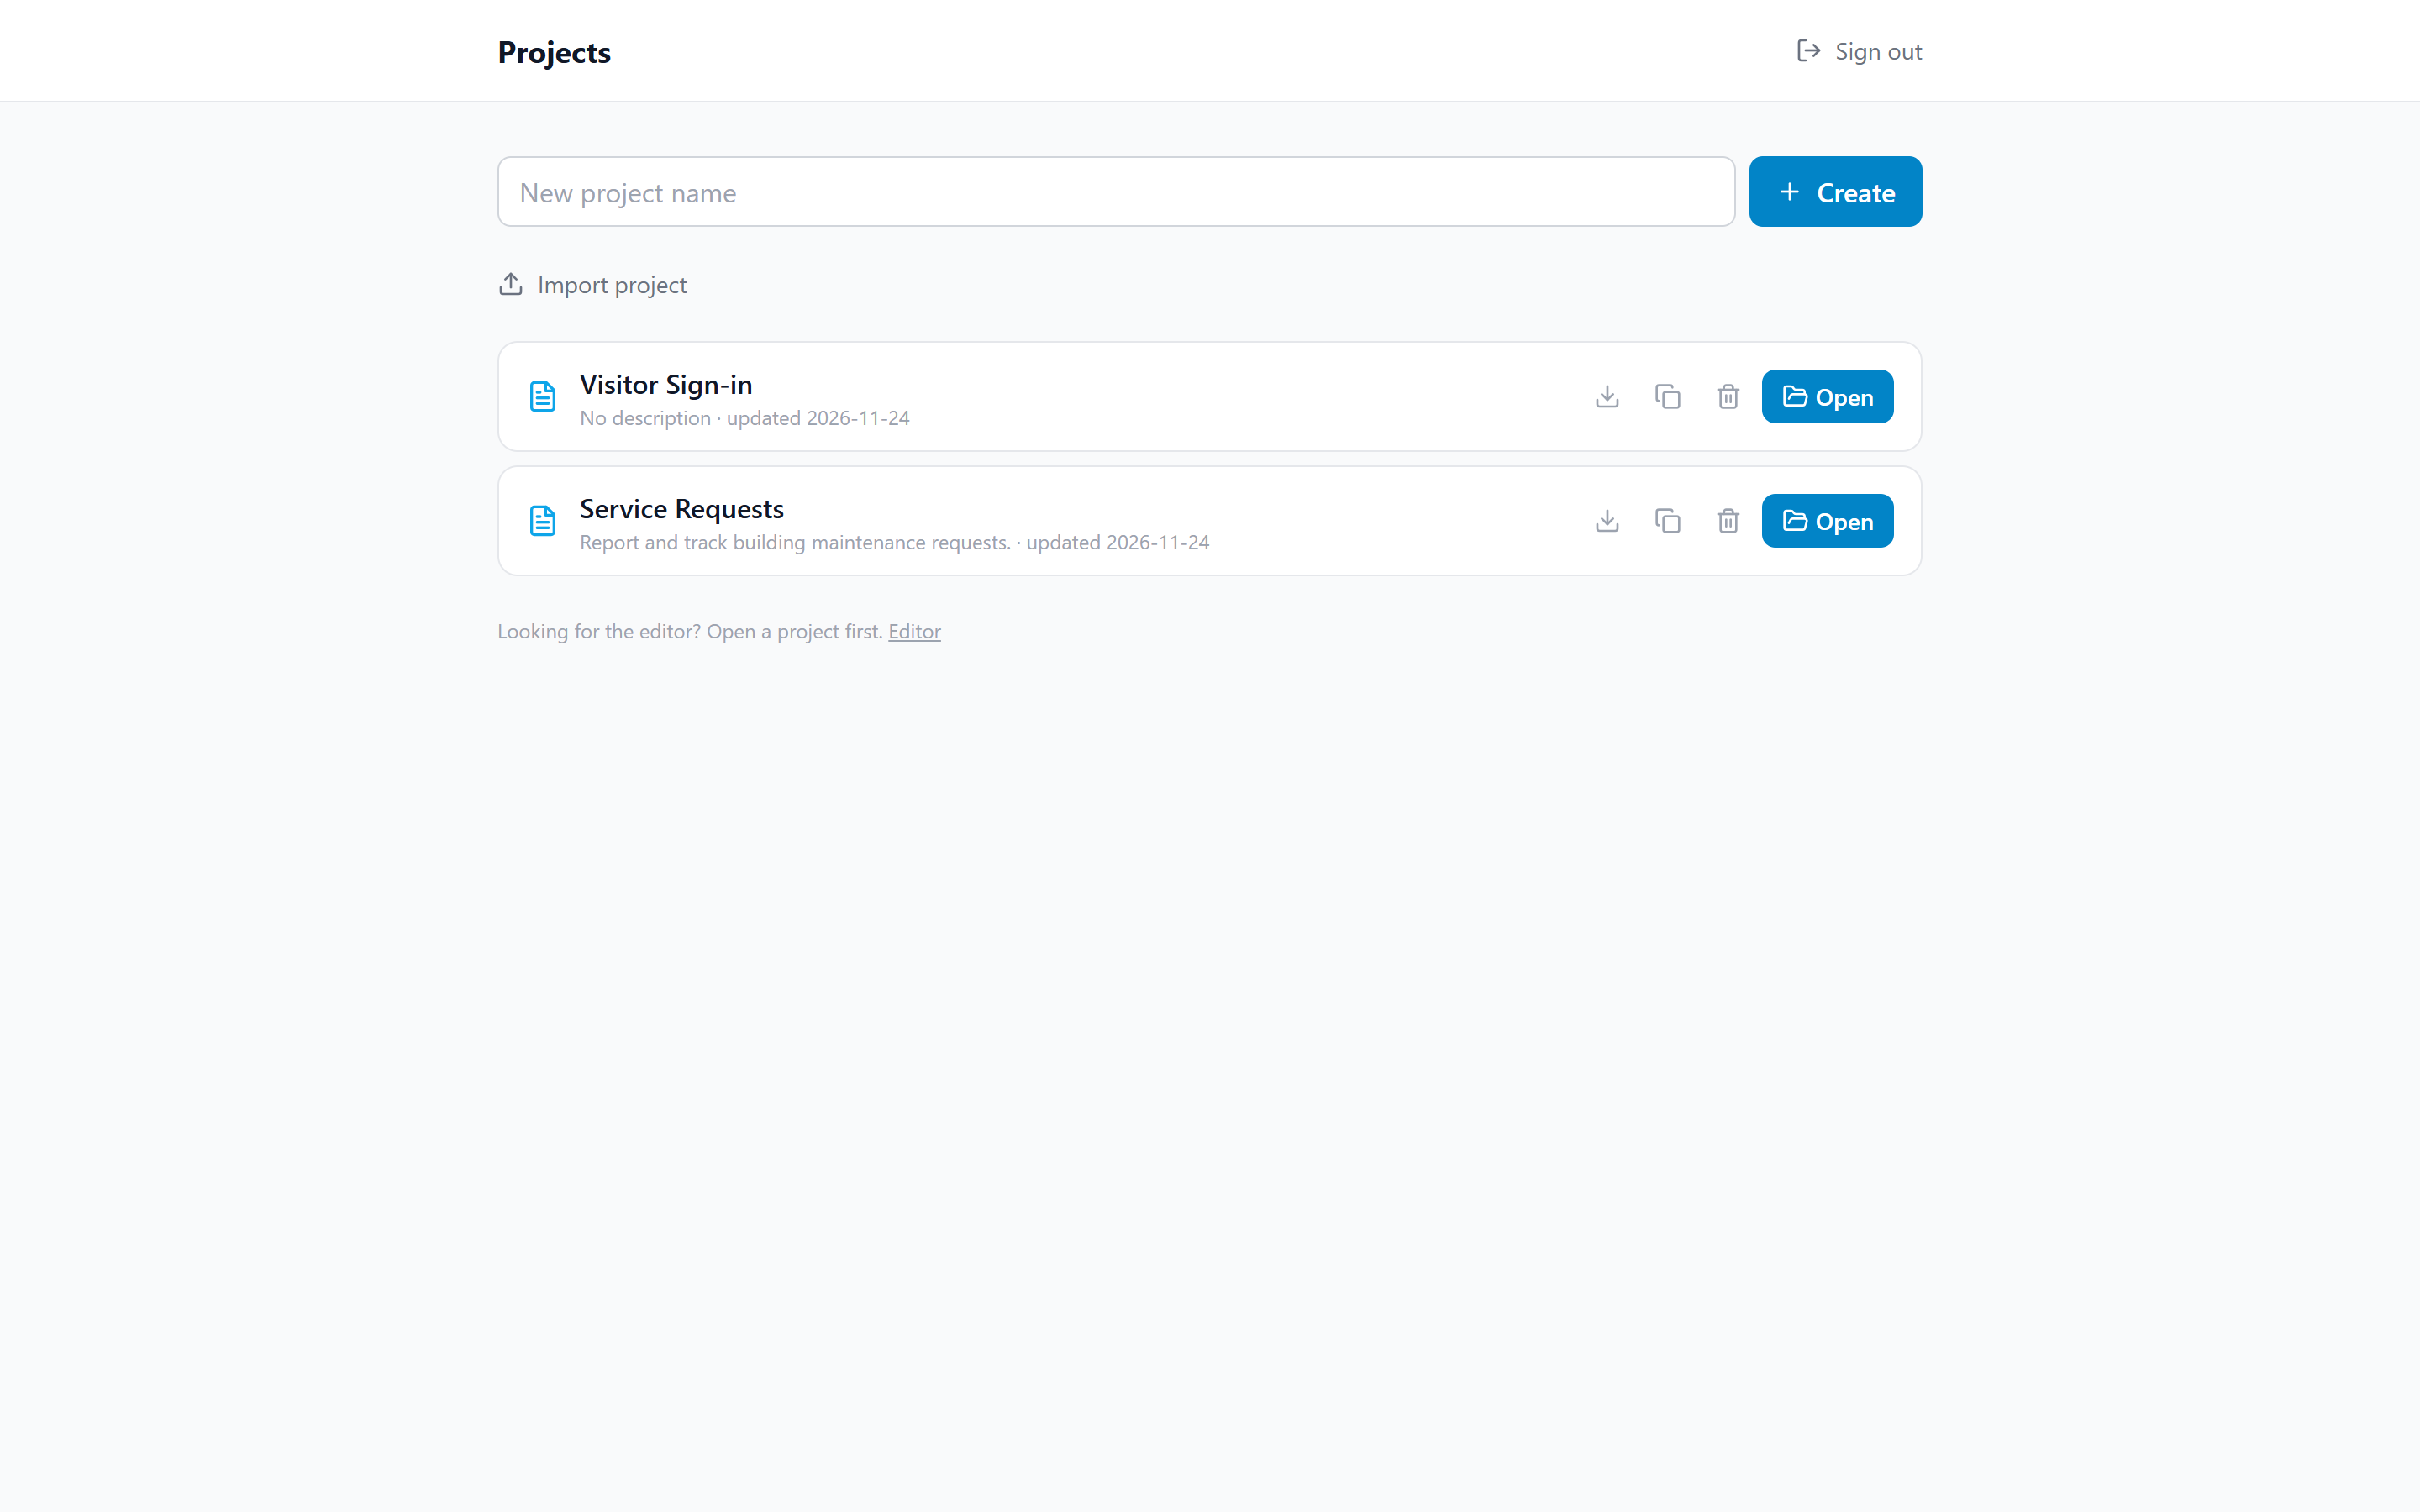 Projects
Sign out
New project name
Create
Import project
Visitor Sign-in
No description · updated 2026-11-24
Open
Service Requests
Report and track building maintenance requests. · updated 2026-11-24
Open
Looking for the editor? Open a project first. Editor